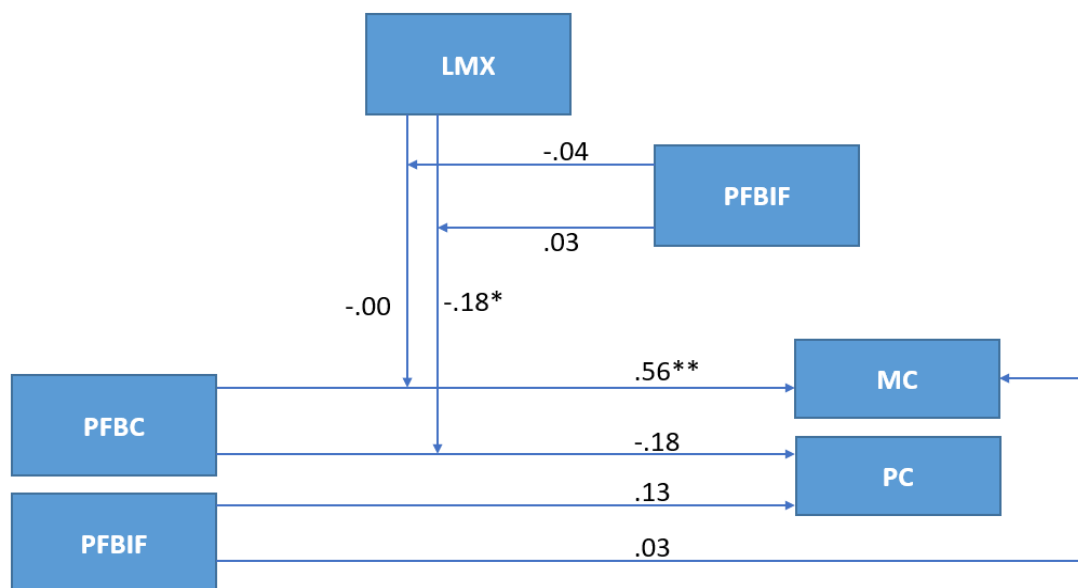 LMX
-.04
PFBIF
.03
-.00
-.18*
.56**
MC
PFBC
-.18
PC
.13
PFBIF
.03